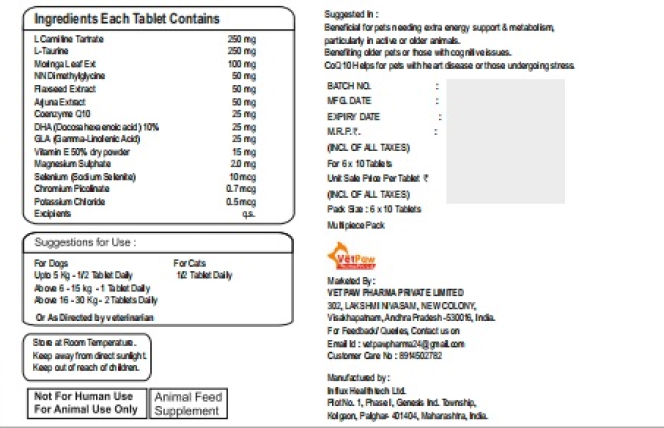 Ingredients Each Tablet Contains
L Carnitine Tartrate 250 mg
L-Taurine 250 mg
Moringa Leaf Ext 100 mg
NN Dimethylglycine 50 mg
Flaxseed Extract 50 mg
Arjuna Extract 50 mg
Coenzyme Q10 25 mg
DHA (Docosahexaenoic acid) 10% 25 mg
GLA (Gamma-Linolenic Acid) 25 mg
Vitamin E 50% dry powder 15 mg
Magnesium Sulphate 2.0 mg
Selenium (Sodium Selenite) 10 mcg
Chromium Picolinate 0.7 mcg
Potassium Chloride 0.5 mcg
Excipients q.s.
Suggestions for Use :
For Dogs For Cats
Upto 5 Kg - 1/2 Tablet Daily 1/2 Tablet Daily
Above 6 - 15 kg - 1 Tablet Daily
Above 16 - 30 Kg - 2 Tablets Daily
Or As Directed by veterinarian
Store at Room Temperature.
Keep away from direct sunlight.
Keep out of reach of children.
Not For Human Use
For Animal Use Only
Animal Feed
Supplement
Suggested in :
Beneficial for pets needing extra energy support & metabolism,
particularly in active or older animals.
Benefiting older pets or those with cognitive issues.
CoQ10 Helps for pets with heart disease or those undergoing stress.
BATCH NO. :
MFG. DATE :
EXPIRY DATE :
M.R.P.₹. :
(INCL OF ALL TAXES)
For 6 x 10 Tablets
Unit Sale Price Per Tablet ₹
(INCL OF ALL TAXES)
Pack Size : 6 x 10 Tablets
Multipiece Pack
VetPaw
Marketed By :
VETPAW PHARMA PRIVATE LIMITED
302, LAKSHMI NIVASAM, NEW COLONY,
Visakhapatnam, Andhra Pradesh -530016, India.
For Feedback/ Queries, Contact us on
Email Id : vetpawpharma24@gmail.com
Customer Care No : 8914502782
Manufactured by :
Influx Healthtech Ltd.
Plot No. 1, Phase I, Genesis Ind. Township,
Kolgaon, Palghar- 401404, Maharashtra, India.